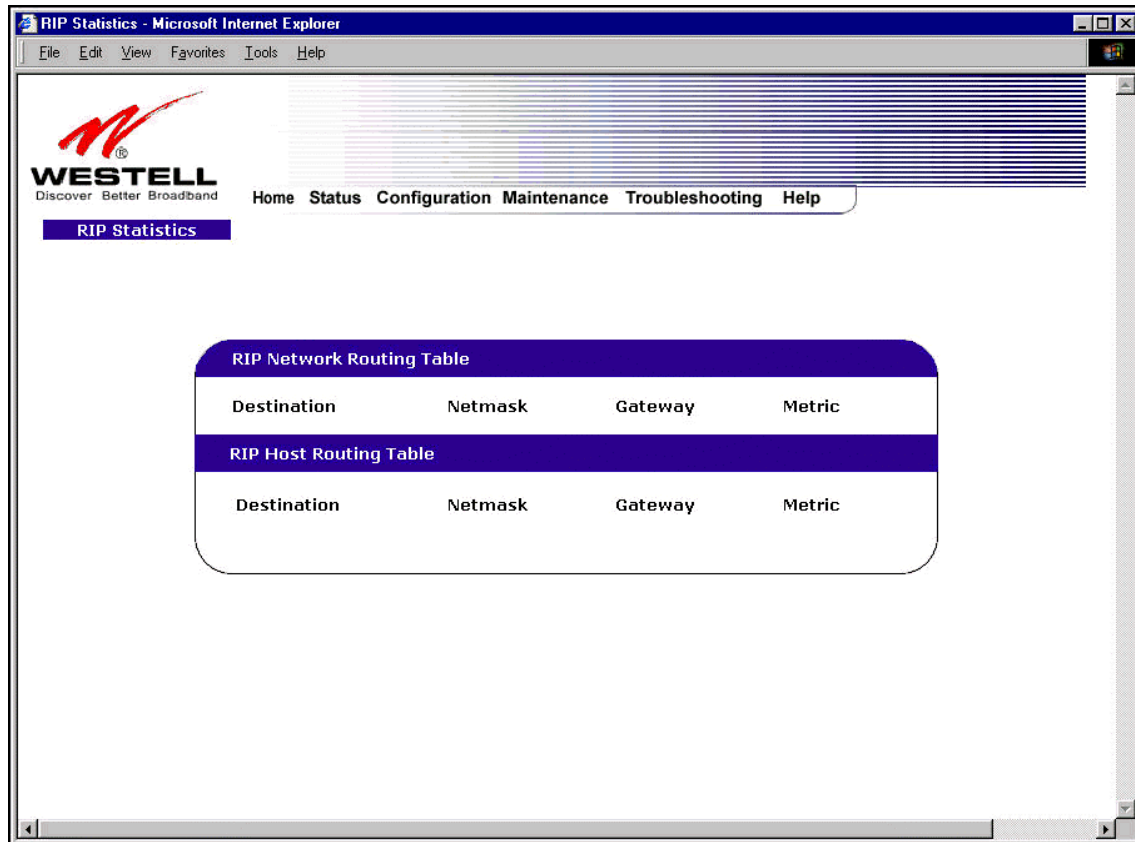 RIP Statistics - Microsoft Internet Explorer
File Edit View Favorites Tools Help
®
WESTELL
Discover Better Broadband
Home Status Configuration Maintenance Troubleshooting Help
RIP Statistics
RIP Network Routing Table
Destination Netmask Gateway Metric
RIP Host Routing Table
Destination Netmask Gateway Metric